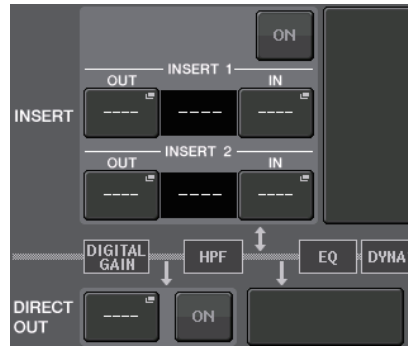 ON
INSERT 1
OUT IN
INSERT
---- ---- ----
INSERT 2
OUT IN
---- ---- ----
DIGITAL GAIN HPF EQ DYNA
DIRECT OUT
---- ON